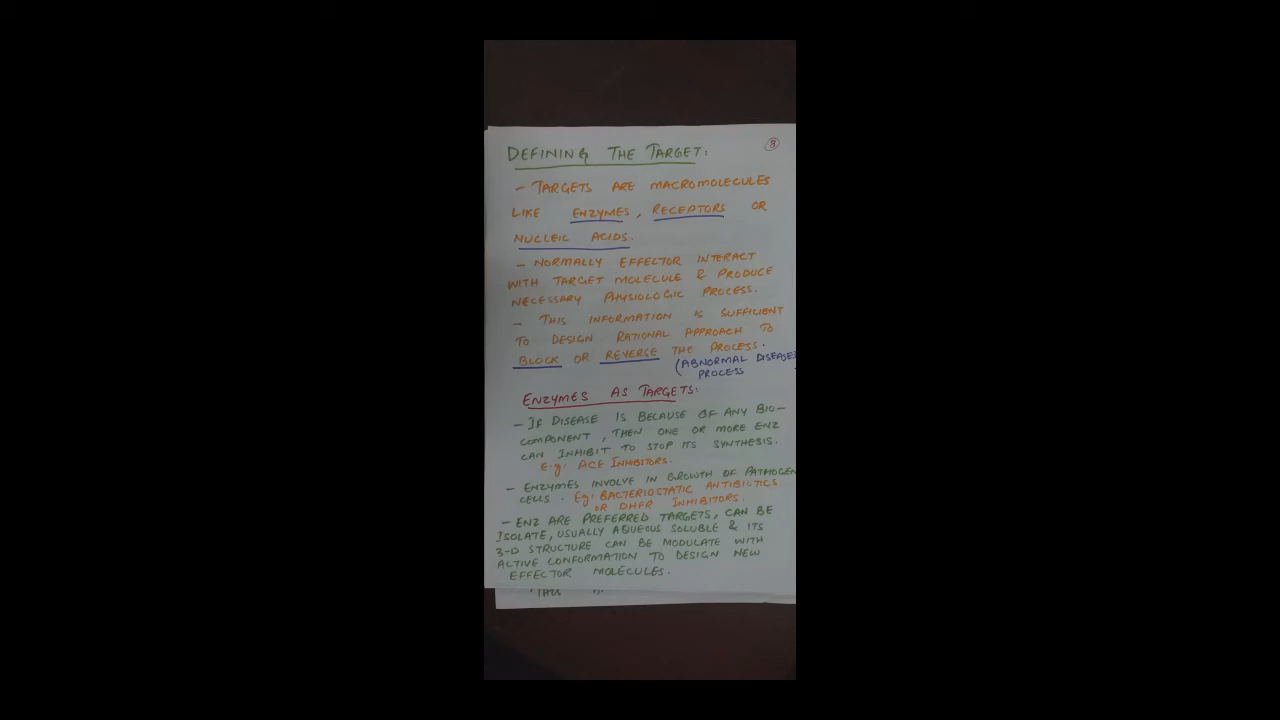 DEFINING THE TARGET:
8
- TARGETS ARE MACROMOLECULES
LIKE ENZYMES, RECEPTORS OR
NUCLEIC ACIDS.
- NORMALLY EFFECTOR INTERACT
WITH TARGET MOLECULE & PRODUCE
NECESSARY PHYSIOLOGIC PROCESS.
- THIS INFORMATION IS SUFFICIENT
TO DESIGN RATIONAL APPROACH TO
BLOCK OR REVERSE THE PROCESS.
(ABNORMAL DISEASE
PROCESS
ENZYMES AS TARGETS:
- IF DISEASE IS BECAUSE OF ANY BIO-
COMPONENT, THEN ONE OR MORE ENZ
CAN INHIBIT TO STOP ITS SYNTHESIS.
E.g: ACE INHIBITORS.
- ENZYMES INVOLVE IN GROWTH OF PATHOGEN
CELLS. Eg: BACTERIOSTATIC ANTIBIOTICS
OR DHFR INHIBITORS.
- ENZ ARE PREFERRED TARGETS, CAN BE
ISOLATE, USUALLY AQUEOUS SOLUBLE & ITS
3-D STRUCTURE CAN BE MODULATE WITH
ACTIVE CONFORMATION TO DESIGN NEW
EFFECTOR MOLECULES.